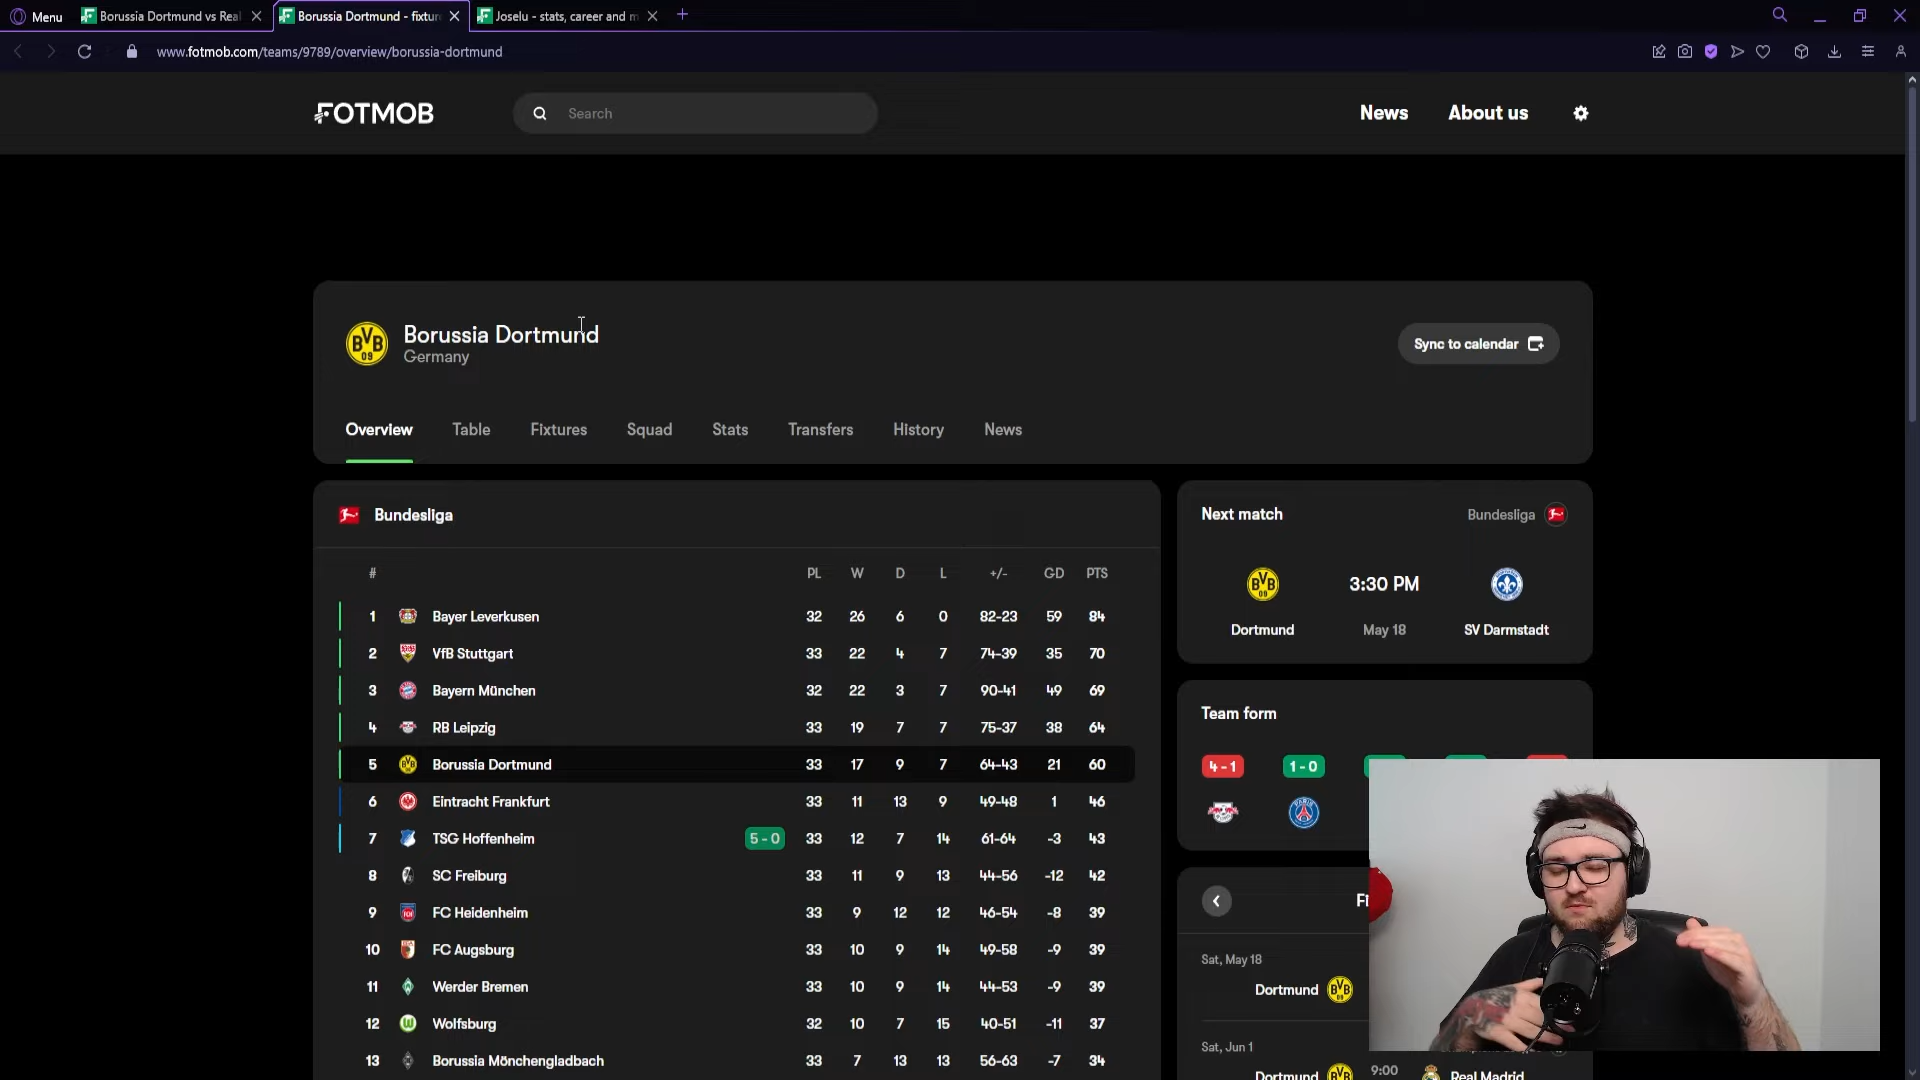 Menu
Borussia Dortmund vs Rea
Borussia Dortmund - fixtur
Joselu - stats, career and m
www.fotmob.com/teams/9789/overview/borussia-dortmund
FOTMOB
Search
News
About us
Borussia Dortmund
Germany
Sync to calendar
Overview Table Fixtures Squad Stats Transfers History News
Bundesliga
# PL W D L +/- GD PTS
1 Bayer Leverkusen 32 26 6 0 82-23 59 84
2 VfB Stuttgart 33 22 4 7 74-39 35 70
3 Bayern München 32 22 3 7 90-41 49 69
4 RB Leipzig 33 19 7 7 75-37 38 64
5 Borussia Dortmund 33 17 9 7 64-43 21 60
6 Eintracht Frankfurt 33 11 13 9 49-48 1 46
7 TSG Hoffenheim 5 - 0 33 12 7 14 61-64 -3 43
8 SC Freiburg 33 11 9 13 44-56 -12 42
9 FC Heidenheim 33 9 12 12 46-54 -8 39
10 FC Augsburg 33 10 9 14 49-58 -9 39
11 Werder Bremen 33 10 9 14 44-53 -9 39
12 Wolfsburg 32 10 7 15 40-51 -11 37
13 Borussia Mönchengladbach 33 7 13 13 56-63 -7 34
Next match
Bundesliga
BVB 09
3:30 PM
Dortmund May 18 SV Darmstadt
Team form
4 - 1 1 - 0
Fi
Sat, May 18
Dortmund
Sat, Jun 1
Dortmund 9:00 Real Madrid